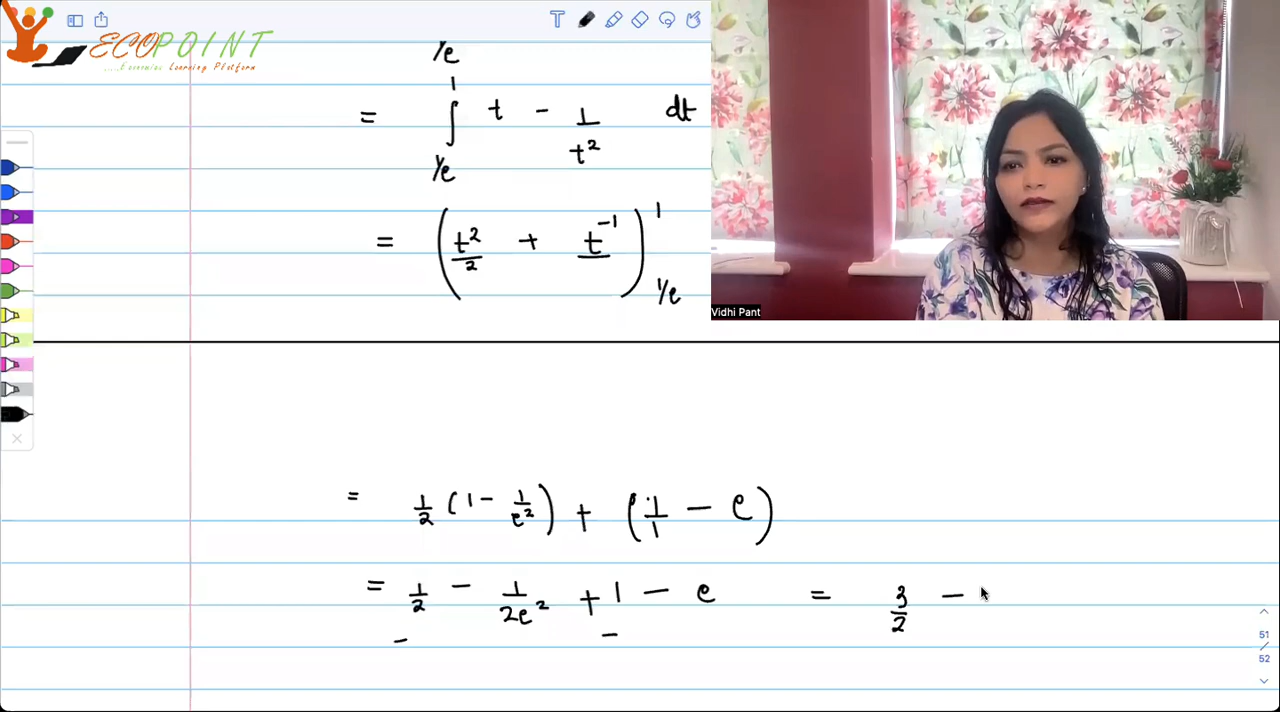 ECOPOINT
....Economics Learning Platform
1/e
= ∫ 1 1/e t - 1/t² dt
= ( t²/2 + t⁻¹ ) 1 1/e
Vidhi Pant
= 1/2 ( 1 - 1/e² ) + ( 1/1 - e )
= 1/2 - 1/2e² + 1 - e = 3/2 -
51
/
52